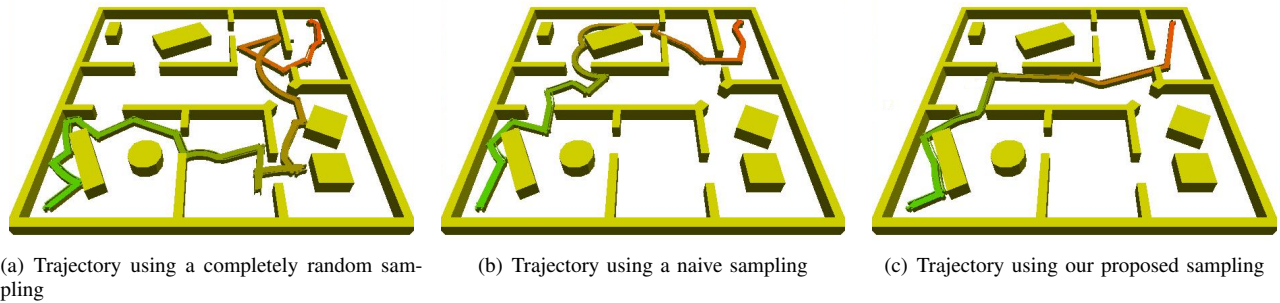 (a) Trajectory using a completely random sam-
pling
(b) Trajectory using a naive sampling
(c) Trajectory using our proposed sampling